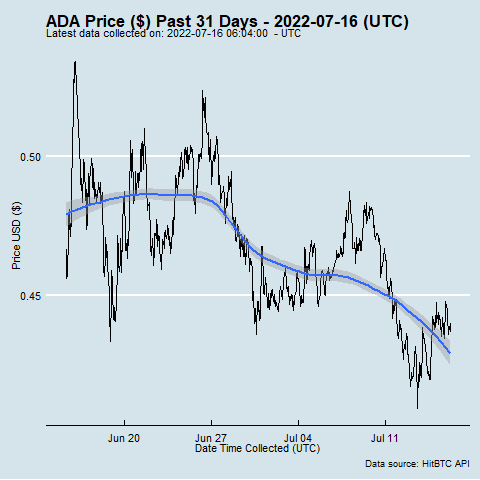 ADA Price ($) Past 31 Days - 2022-07-16 (UTC)
Latest data collected on: 2022-07-16 06:04:00 - UTC
0.50
Price USD ($)
0.45
Jun 20 Jun 27 Jul 04 Jul 11
Date Time Collected (UTC)
Data source: HitBTC API